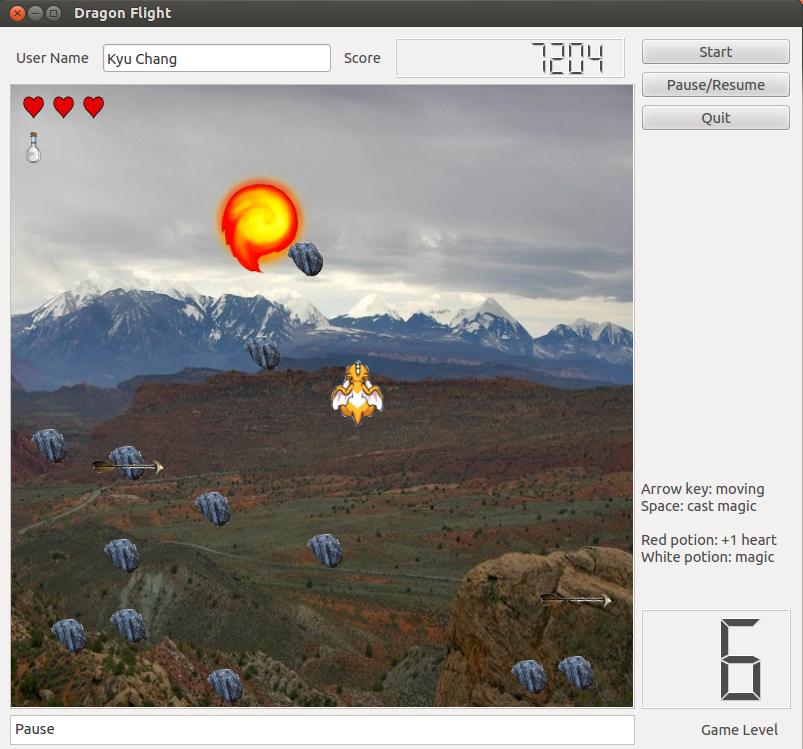 Dragon Flight
User Name
Kyu Chang
Score
7204
Start
Pause/Resume
Quit
Arrow key: moving
Space: cast magic
Red potion: +1 heart
White potion: magic
6
Pause
Game Level